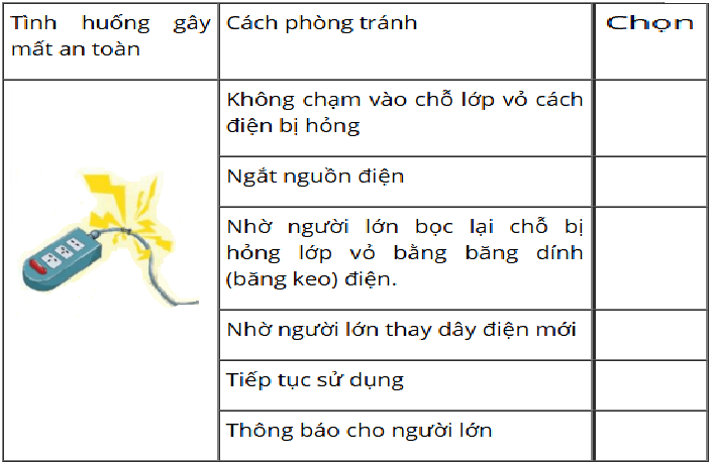 Tình huống gây Cách phòng tránh Chọn
mất an toàn
Không chạm vào chỗ lớp vỏ cách
điện bị hỏng
Ngắt nguồn điện
Nhờ người lớn bọc lại chỗ bị
hỏng lớp vỏ bằng băng dính
(băng keo) điện.
Nhờ người lớn thay dây điện mới
Tiếp tục sử dụng
Thông báo cho người lớn